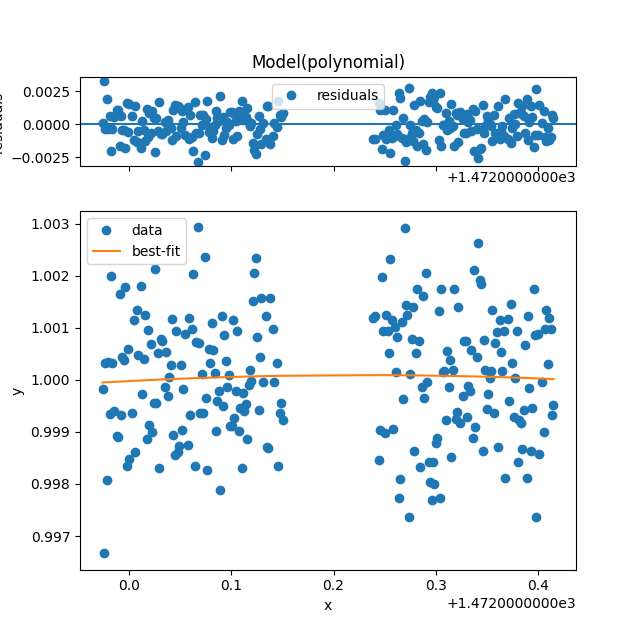 Model(polynomial)
0.0025
0.0000
−0.0025
residuals
+1.4720000000e3
1.003
1.002
1.001
1.000
0.999
0.998
0.997
y
data
best-fit
0.0
0.1
0.2
0.3
0.4
x
+1.4720000000e3